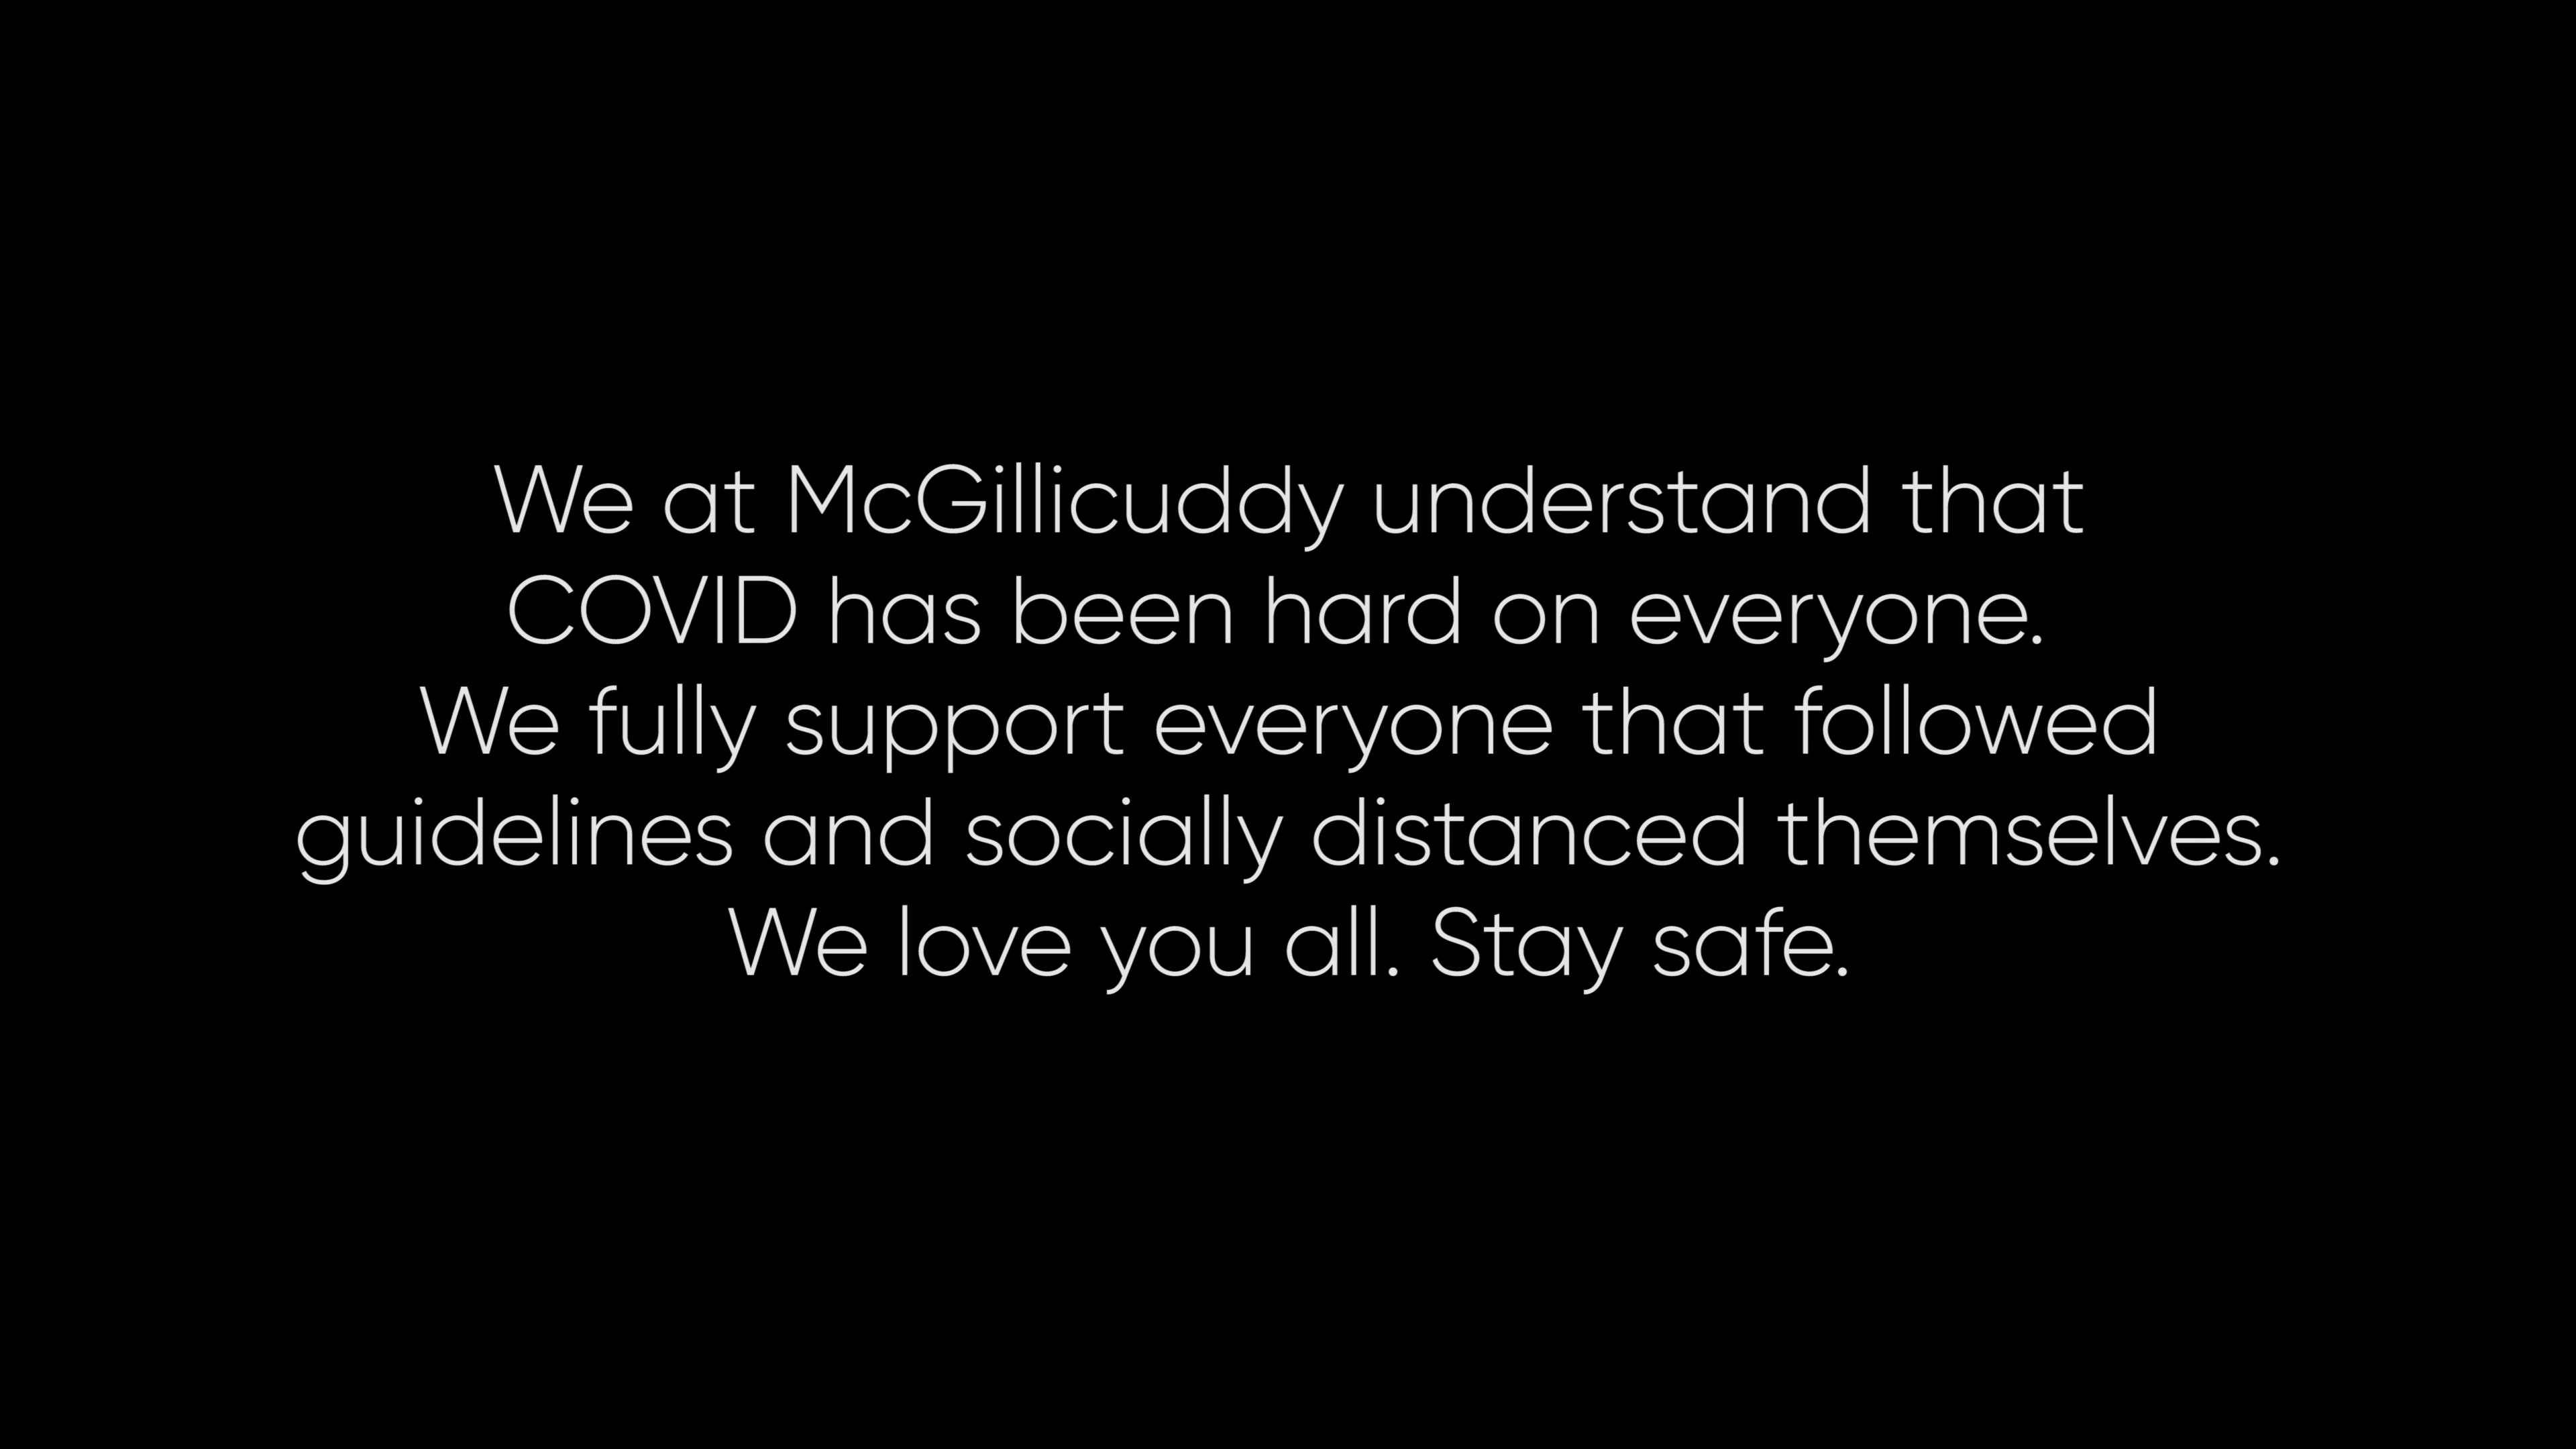 We at McGillicuddy understand that
COVID has been hard on everyone.
We fully support everyone that followed
guidelines and socially distanced themselves.
We love you all. Stay safe.